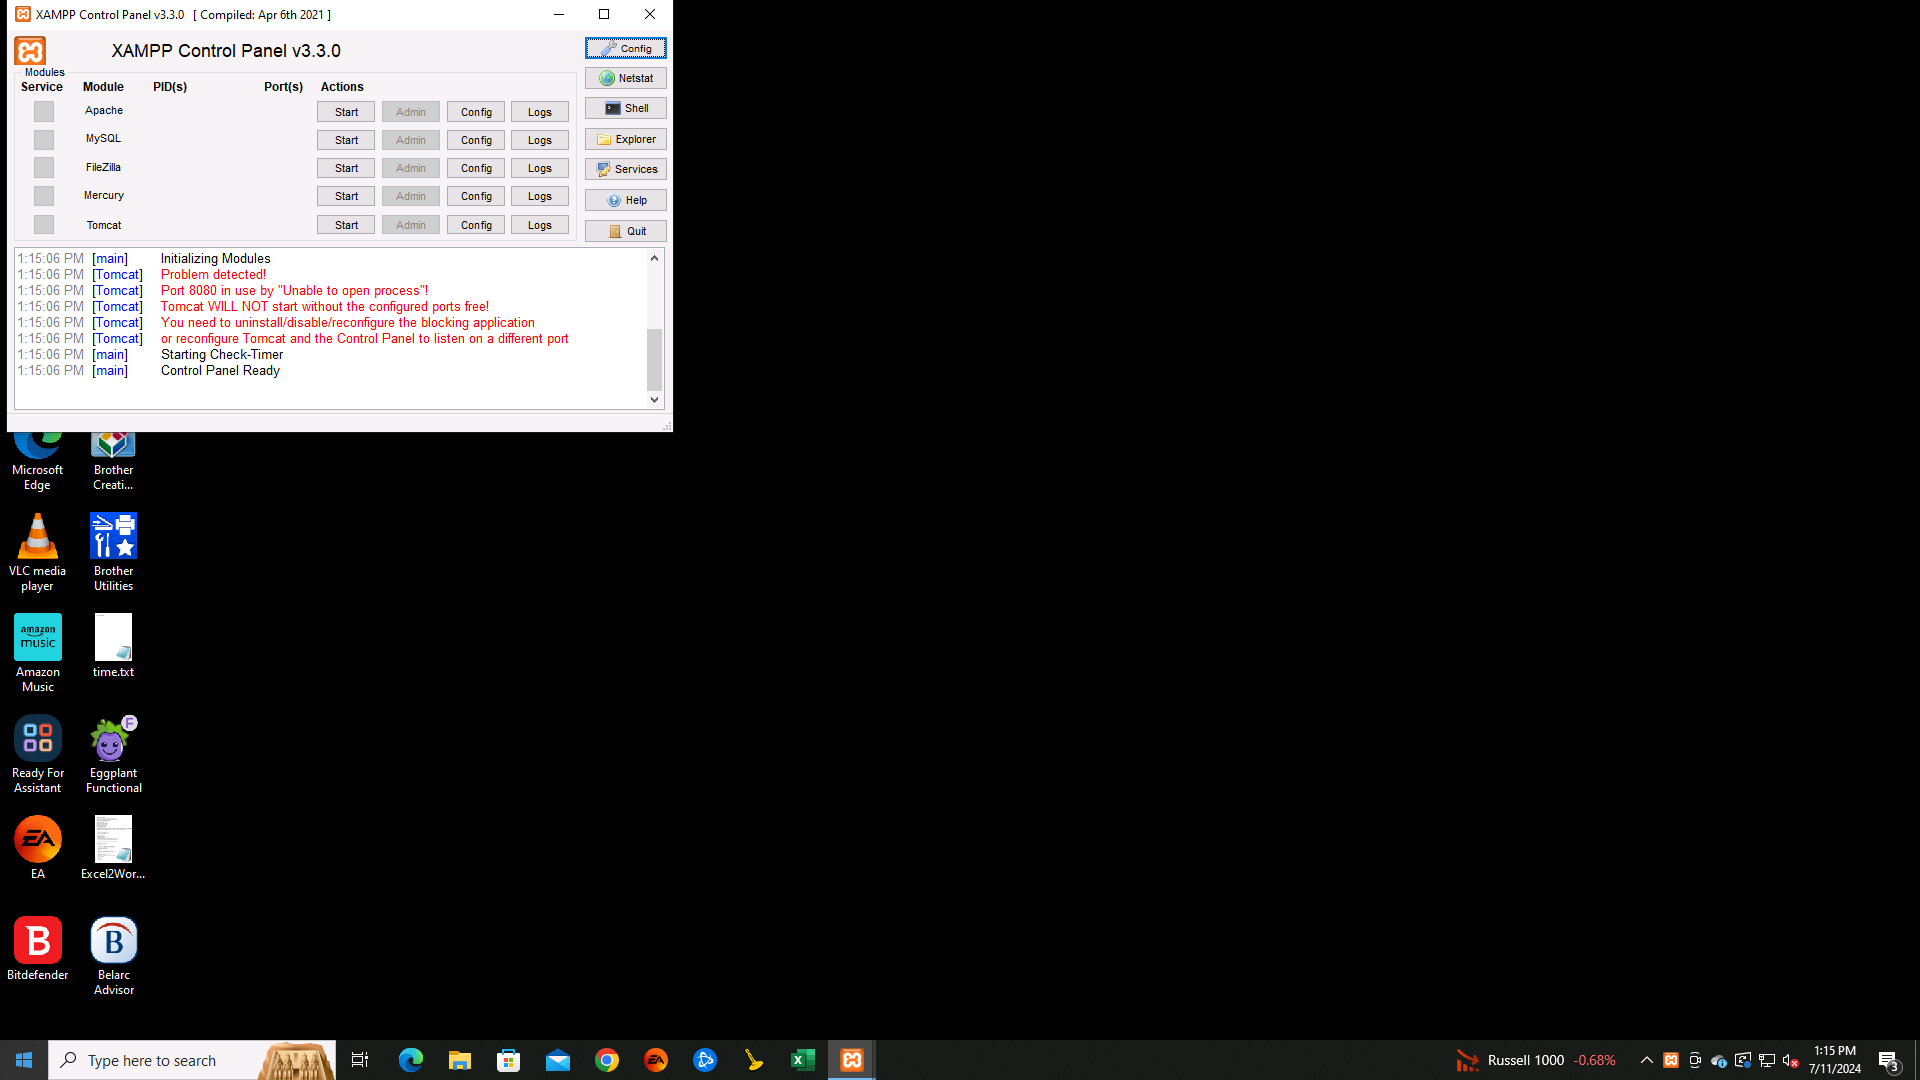 XAMPP Control Panel v3.3.0 [ Compiled: Apr 6th 2021 ]
XAMPP Control Panel v3.3.0
Config
Modules
Netstat
Service Module PID(s) Port(s) Actions
Shell
Apache Start Admin Config Logs
MySQL Start Admin Config Logs
Explorer
FileZilla Start Admin Config Logs
Services
Mercury Start Admin Config Logs
Help
Tomcat Start Admin Config Logs
Quit
1:15:06 PM [main] Initializing Modules
1:15:06 PM [Tomcat] Problem detected!
1:15:06 PM [Tomcat] Port 8080 in use by "Unable to open process"!
1:15:06 PM [Tomcat] Tomcat WILL NOT start without the configured ports free!
1:15:06 PM [Tomcat] You need to uninstall/disable/reconfigure the blocking application
1:15:06 PM [Tomcat] or reconfigure Tomcat and the Control Panel to listen on a different port
1:15:06 PM [main] Starting Check-Timer
1:15:06 PM [main] Control Panel Ready
Microsoft
Edge
Brother
Creati...
VLC media
player
Brother
Utilities
amazon
music
Amazon
Music
time.txt
Ready For
Assistant
F
Eggplant
Functional
EA
EA
Excel2Wor...
B
Bitdefender
B
Belarc
Advisor
Type here to search
EA
Russell 1000 -0.68%
1:15 PM
7/11/2024
3